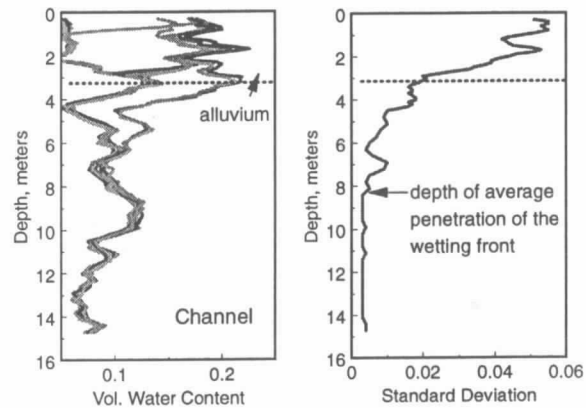 0
2
4
6
8
10
12
14
16
Depth, meters
alluvium
Channel
0.1
0.2
Vol. Water Content
0
2
4
6
8
10
12
14
16
Depth, meters
depth of average
penetration of the
wetting front
0
0.02
0.04
0.06
Standard Deviation